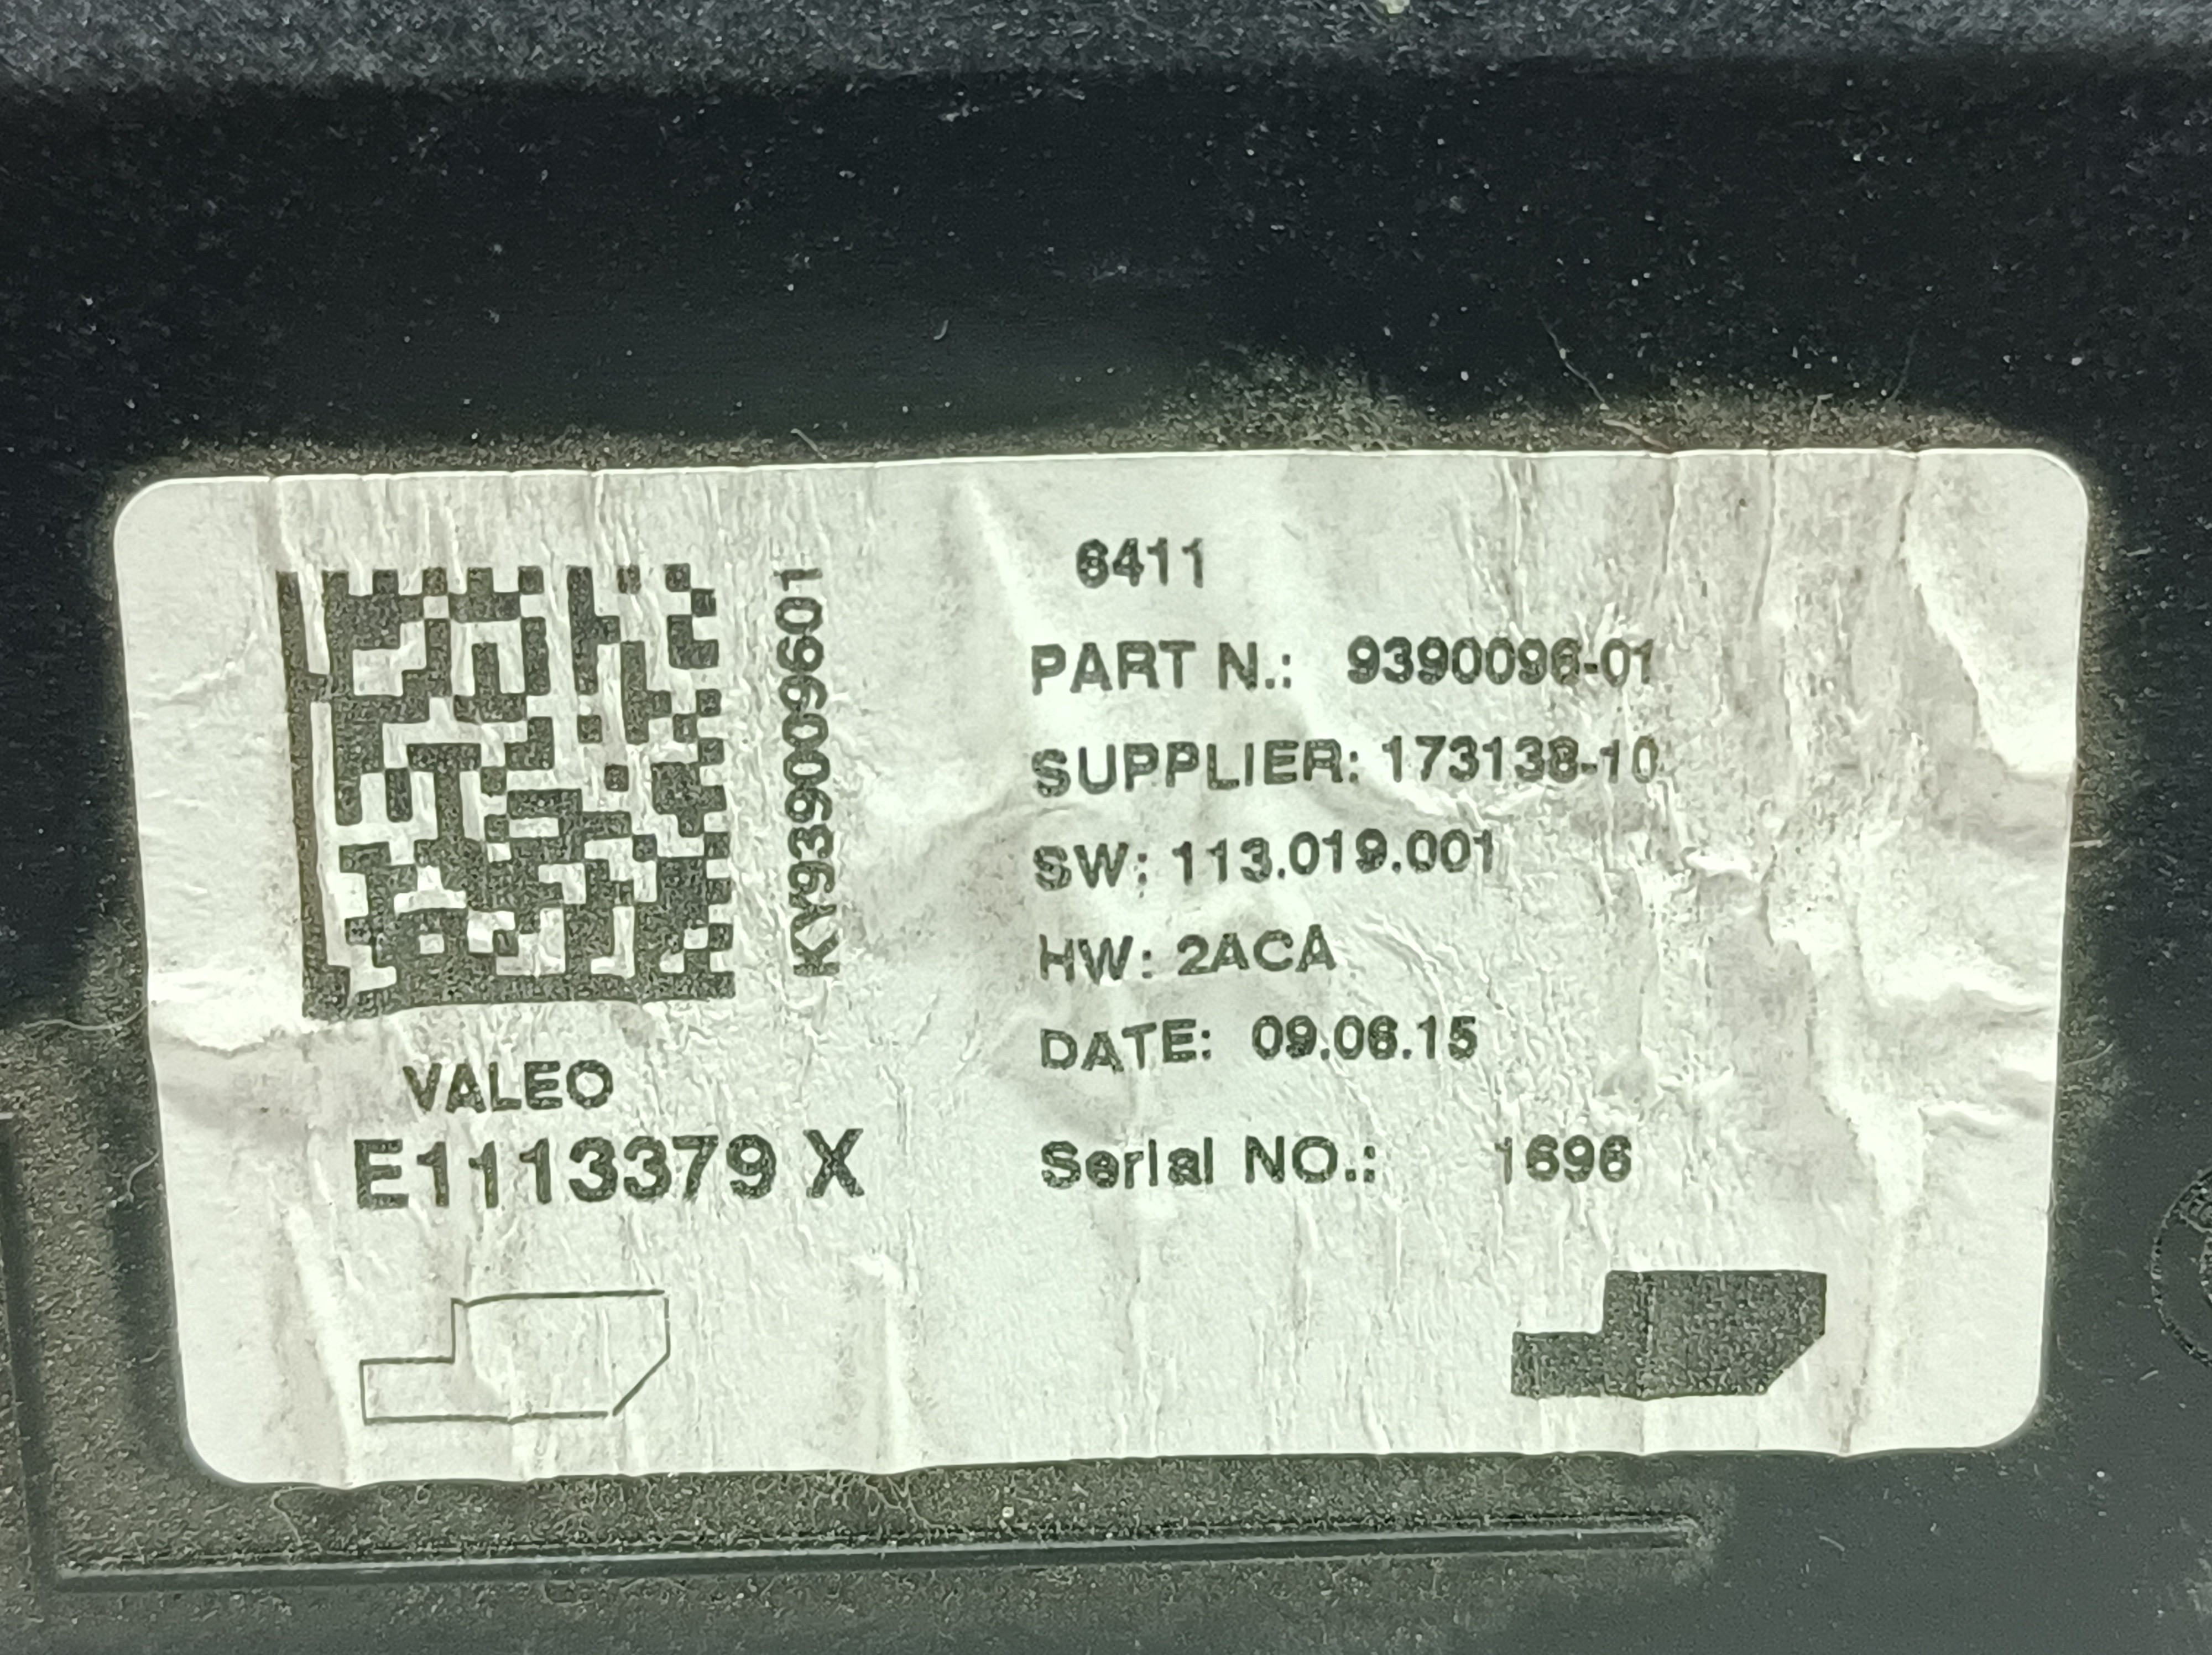 KY939009601
VALEO
E1113379 X
6411
PART N.: 9390096-01
SUPPLIER: 173138-10
SW: 113.019.001
HW: 2ACA
DATE: 09.06.15
Serial NO.: 1696